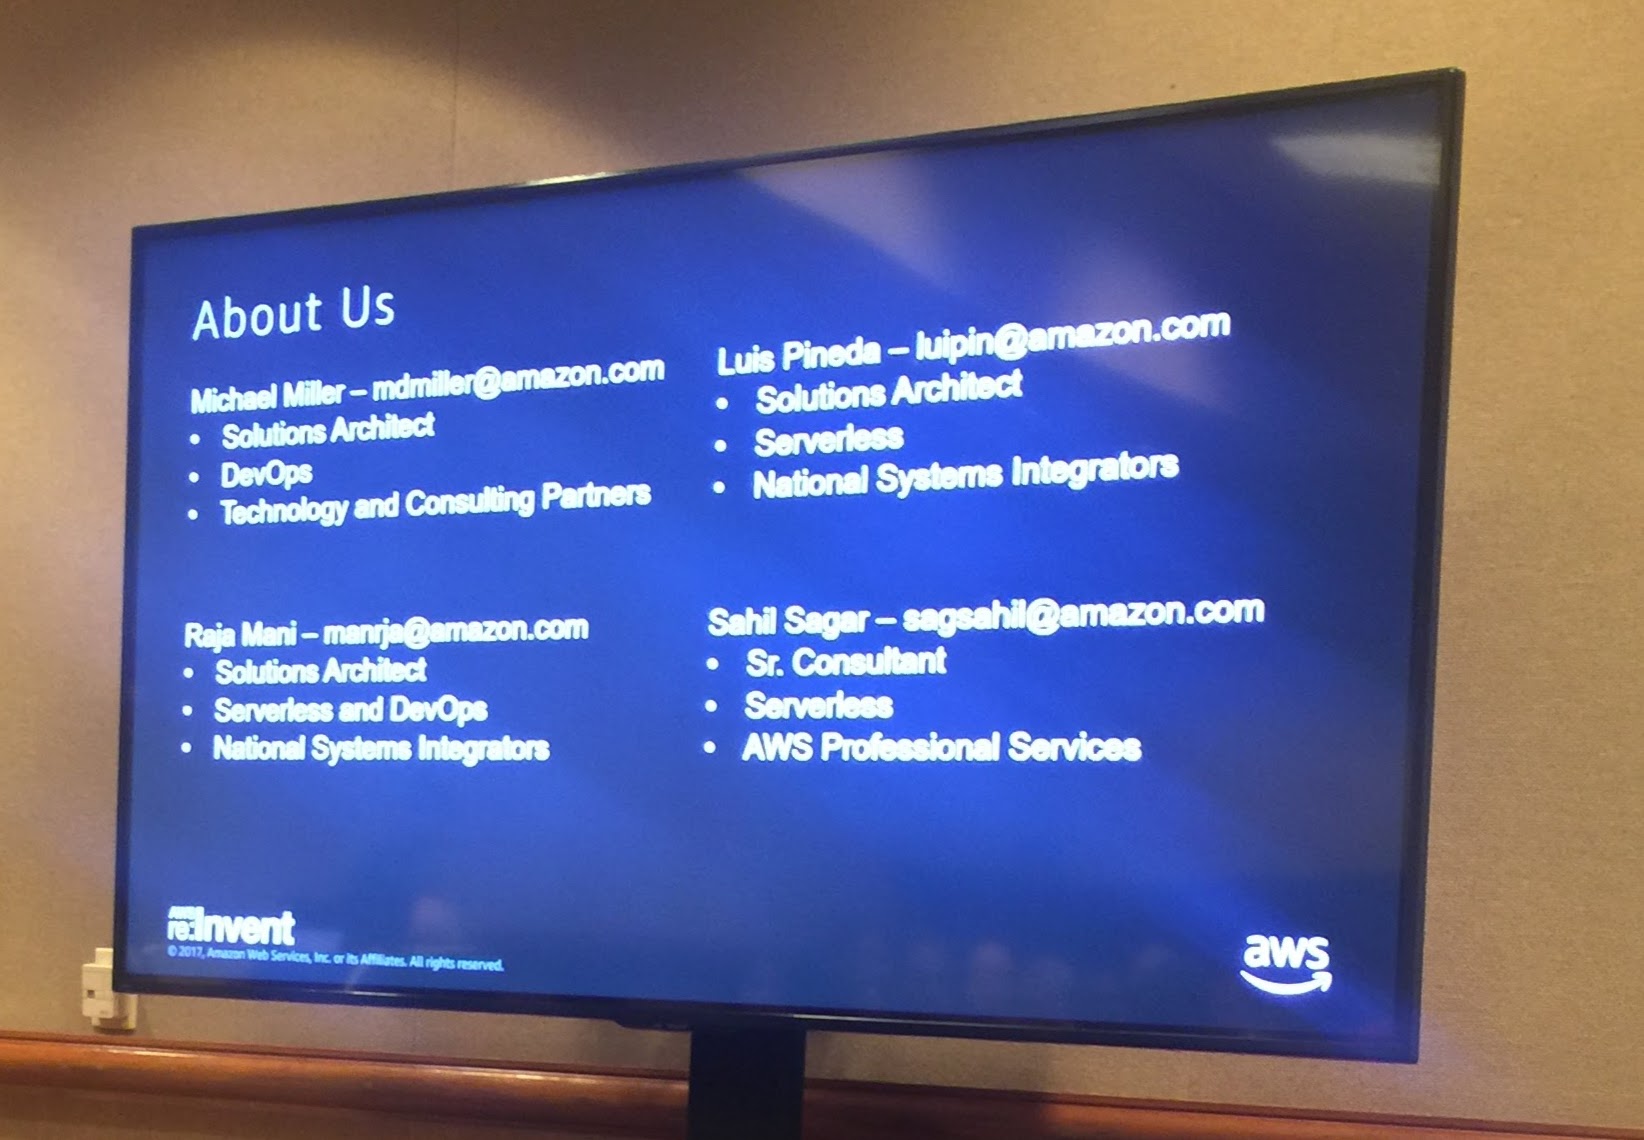 About Us
Michael Miller – mdmiller@amazon.com
• Solutions Architect
• DevOps
• Technology and Consulting Partners
Luis Pineda – luipin@amazon.com
• Solutions Architect
• Serverless
• National Systems Integrators
Raja Mani – manrja@amazon.com
• Solutions Architect
• Serverless and DevOps
• National Systems Integrators
Sahil Sagar – sagsahil@amazon.com
• Sr. Consultant
• Serverless
• AWS Professional Services
AWS
re:Invent
© 2017, Amazon Web Services, Inc. or its Affiliates. All rights reserved.
aws